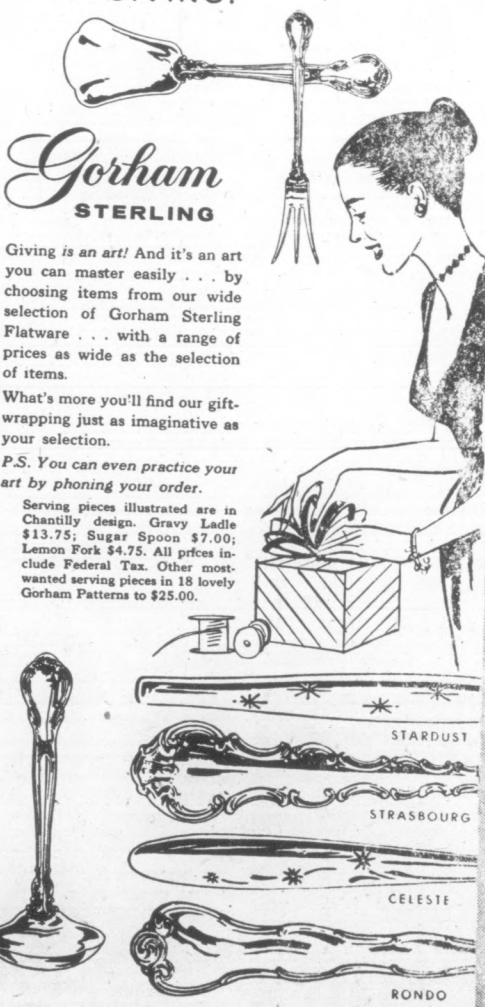 Gorham
STERLING
Giving is an art! And it's an art
you can master easily . . . by
choosing items from our wide
selection of Gorham Sterling
Flatware . . . with a range of
prices as wide as the selection
of items.
What's more you'll find our gift-
wrapping just as imaginative as
your selection.
P.S. You can even practice your
art by phoning your order.
Serving pieces illustrated are in
Chantilly design. Gravy Ladle
$13.75; Sugar Spoon $7.00;
Lemon Fork $4.75. All prices in-
clude Federal Tax. Other most-
wanted serving pieces in 18 lovely
Gorham Patterns to $25.00.
STARDUST
STRASBOURG
CELESTE
RONDO